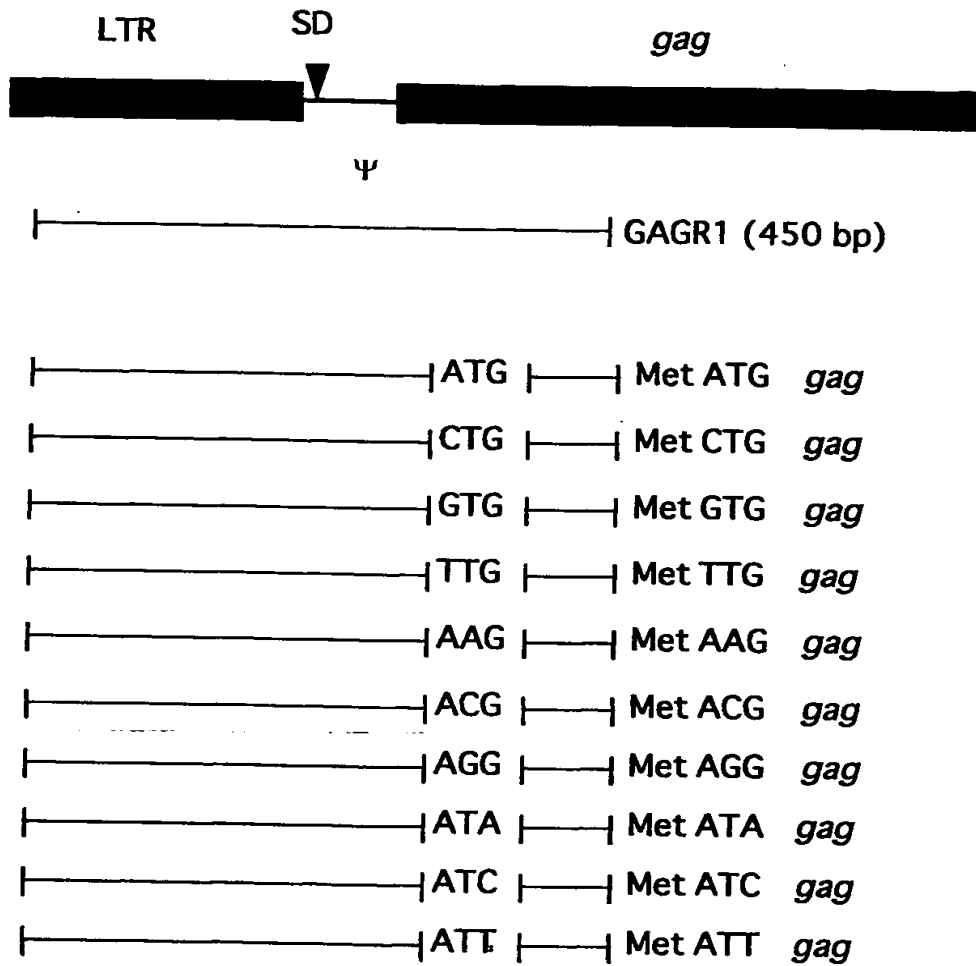 LTR SD gag
Ψ
GAGR1 (450 bp)
ATG Met ATG gag
CTG Met CTG gag
GTG Met GTG gag
TTG Met TTG gag
AAG Met AAG gag
ACG Met ACG gag
AGG Met AGG gag
ATA Met ATA gag
ATC Met ATC gag
ATT Met ATT gag